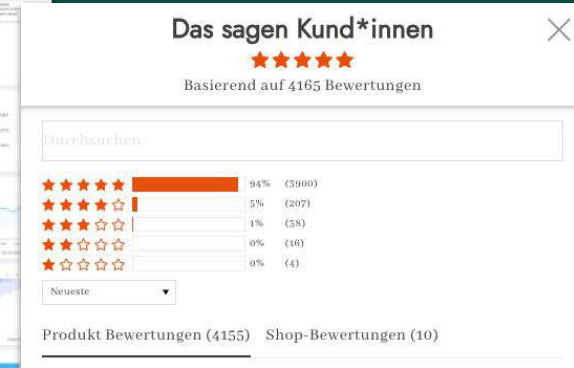 Das sagen Kund*innen
Basierend auf 4165 Bewertungen
Durchsuchen
94% (3900)
5% (207)
1% (38)
0% (16)
0% (4)
Neueste
Produkt Bewertungen (4155) Shop-Bewertungen (10)